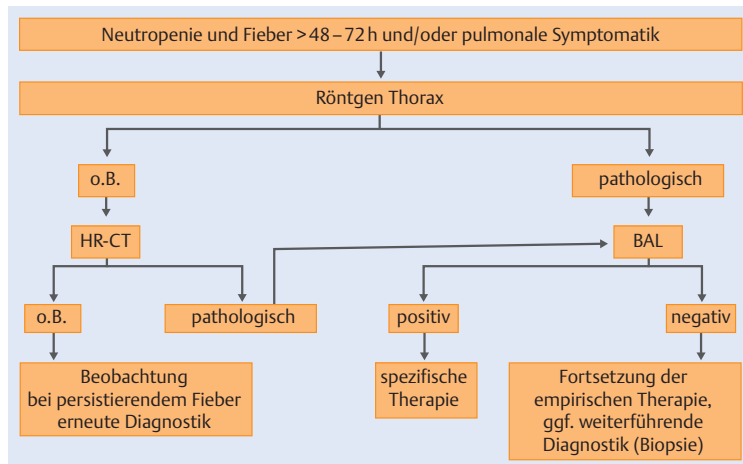 Neutropenie und Fieber > 48 – 72 h und/oder pulmonale Symptomatik
Röntgen Thorax
o.B.
pathologisch
HR-CT
BAL
o.B.
pathologisch
positiv
negativ
Beobachtung
bei persistierendem Fieber
erneute Diagnostik
spezifische
Therapie
Fortsetzung der
empirischen Therapie,
ggf. weiterführende
Diagnostik (Biopsie)